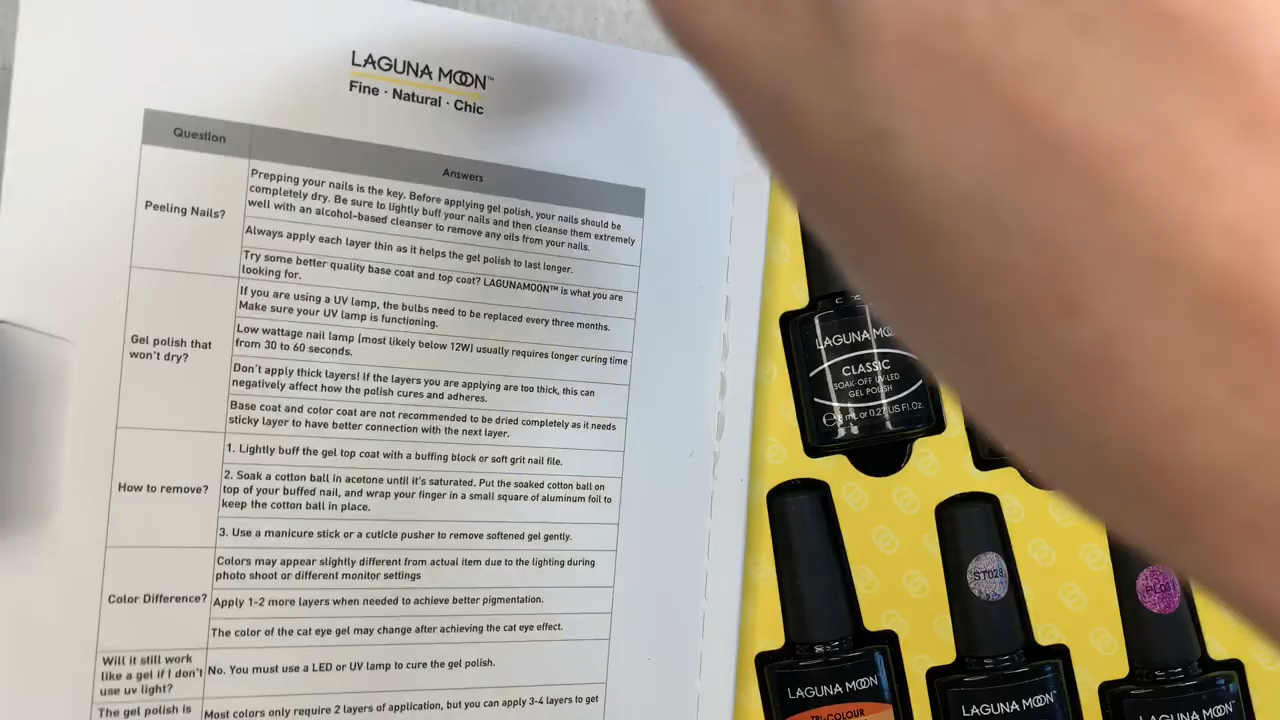 LAGUNA MOON™
Fine · Natural · Chic
Question
Answers
Peeling Nails?
Prepping your nails is the key. Before applying gel polish, your nails should be
completely dry. Be sure to lightly buff your nails and then cleanse them extremely
well with an alcohol-based cleanser to remove any oils from your nails.
Always apply each layer thin as it helps the gel polish to last longer.
Try some better quality base coat and top coat? LAGUNAMOON™ is what you are
looking for.
Gel polish that
won't dry?
If you are using a UV lamp, the bulbs need to be replaced every three months.
Make sure your UV lamp is functioning.
Low wattage nail lamp (most likely below 12W) usually requires longer curing time
from 30 to 60 seconds.
Don't apply thick layers! If the layers you are applying are too thick, this can
negatively affect how the polish cures and adheres.
Base coat and color coat are not recommended to be dried completely as it needs
sticky layer to have better connection with the next layer.
How to remove?
1. Lightly buff the gel top coat with a buffing block or soft grit nail file.
2. Soak a cotton ball in acetone until it's saturated. Put the soaked cotton ball on
top of your buffed nail, and wrap your finger in a small square of aluminum foil to
keep the cotton ball in place.
3. Use a manicure stick or a cuticle pusher to remove softened gel gently.
Color Difference?
Colors may appear slightly different from actual item due to the lighting during
photo shoot or different monitor settings
Apply 1-2 more layers when needed to achieve better pigmentation.
The color of the cat eye gel may change after achieving the cat eye effect.
Will it still work
like a gel if I don't
use uv light?
No. You must use a LED or UV lamp to cure the gel polish.
The gel polish is
Most colors only require 2 layers of application, but you can apply 3-4 layers to get
LAGUNA MOO
CLASSIC
SOAK-OFF UV-LED
GEL POLISH
8 mL or 0.27 US Fl.Oz.
ST028
LAGUNA MOON
TRI-COLOUR
LAGUNA MOON™
LAGUNA MOON™